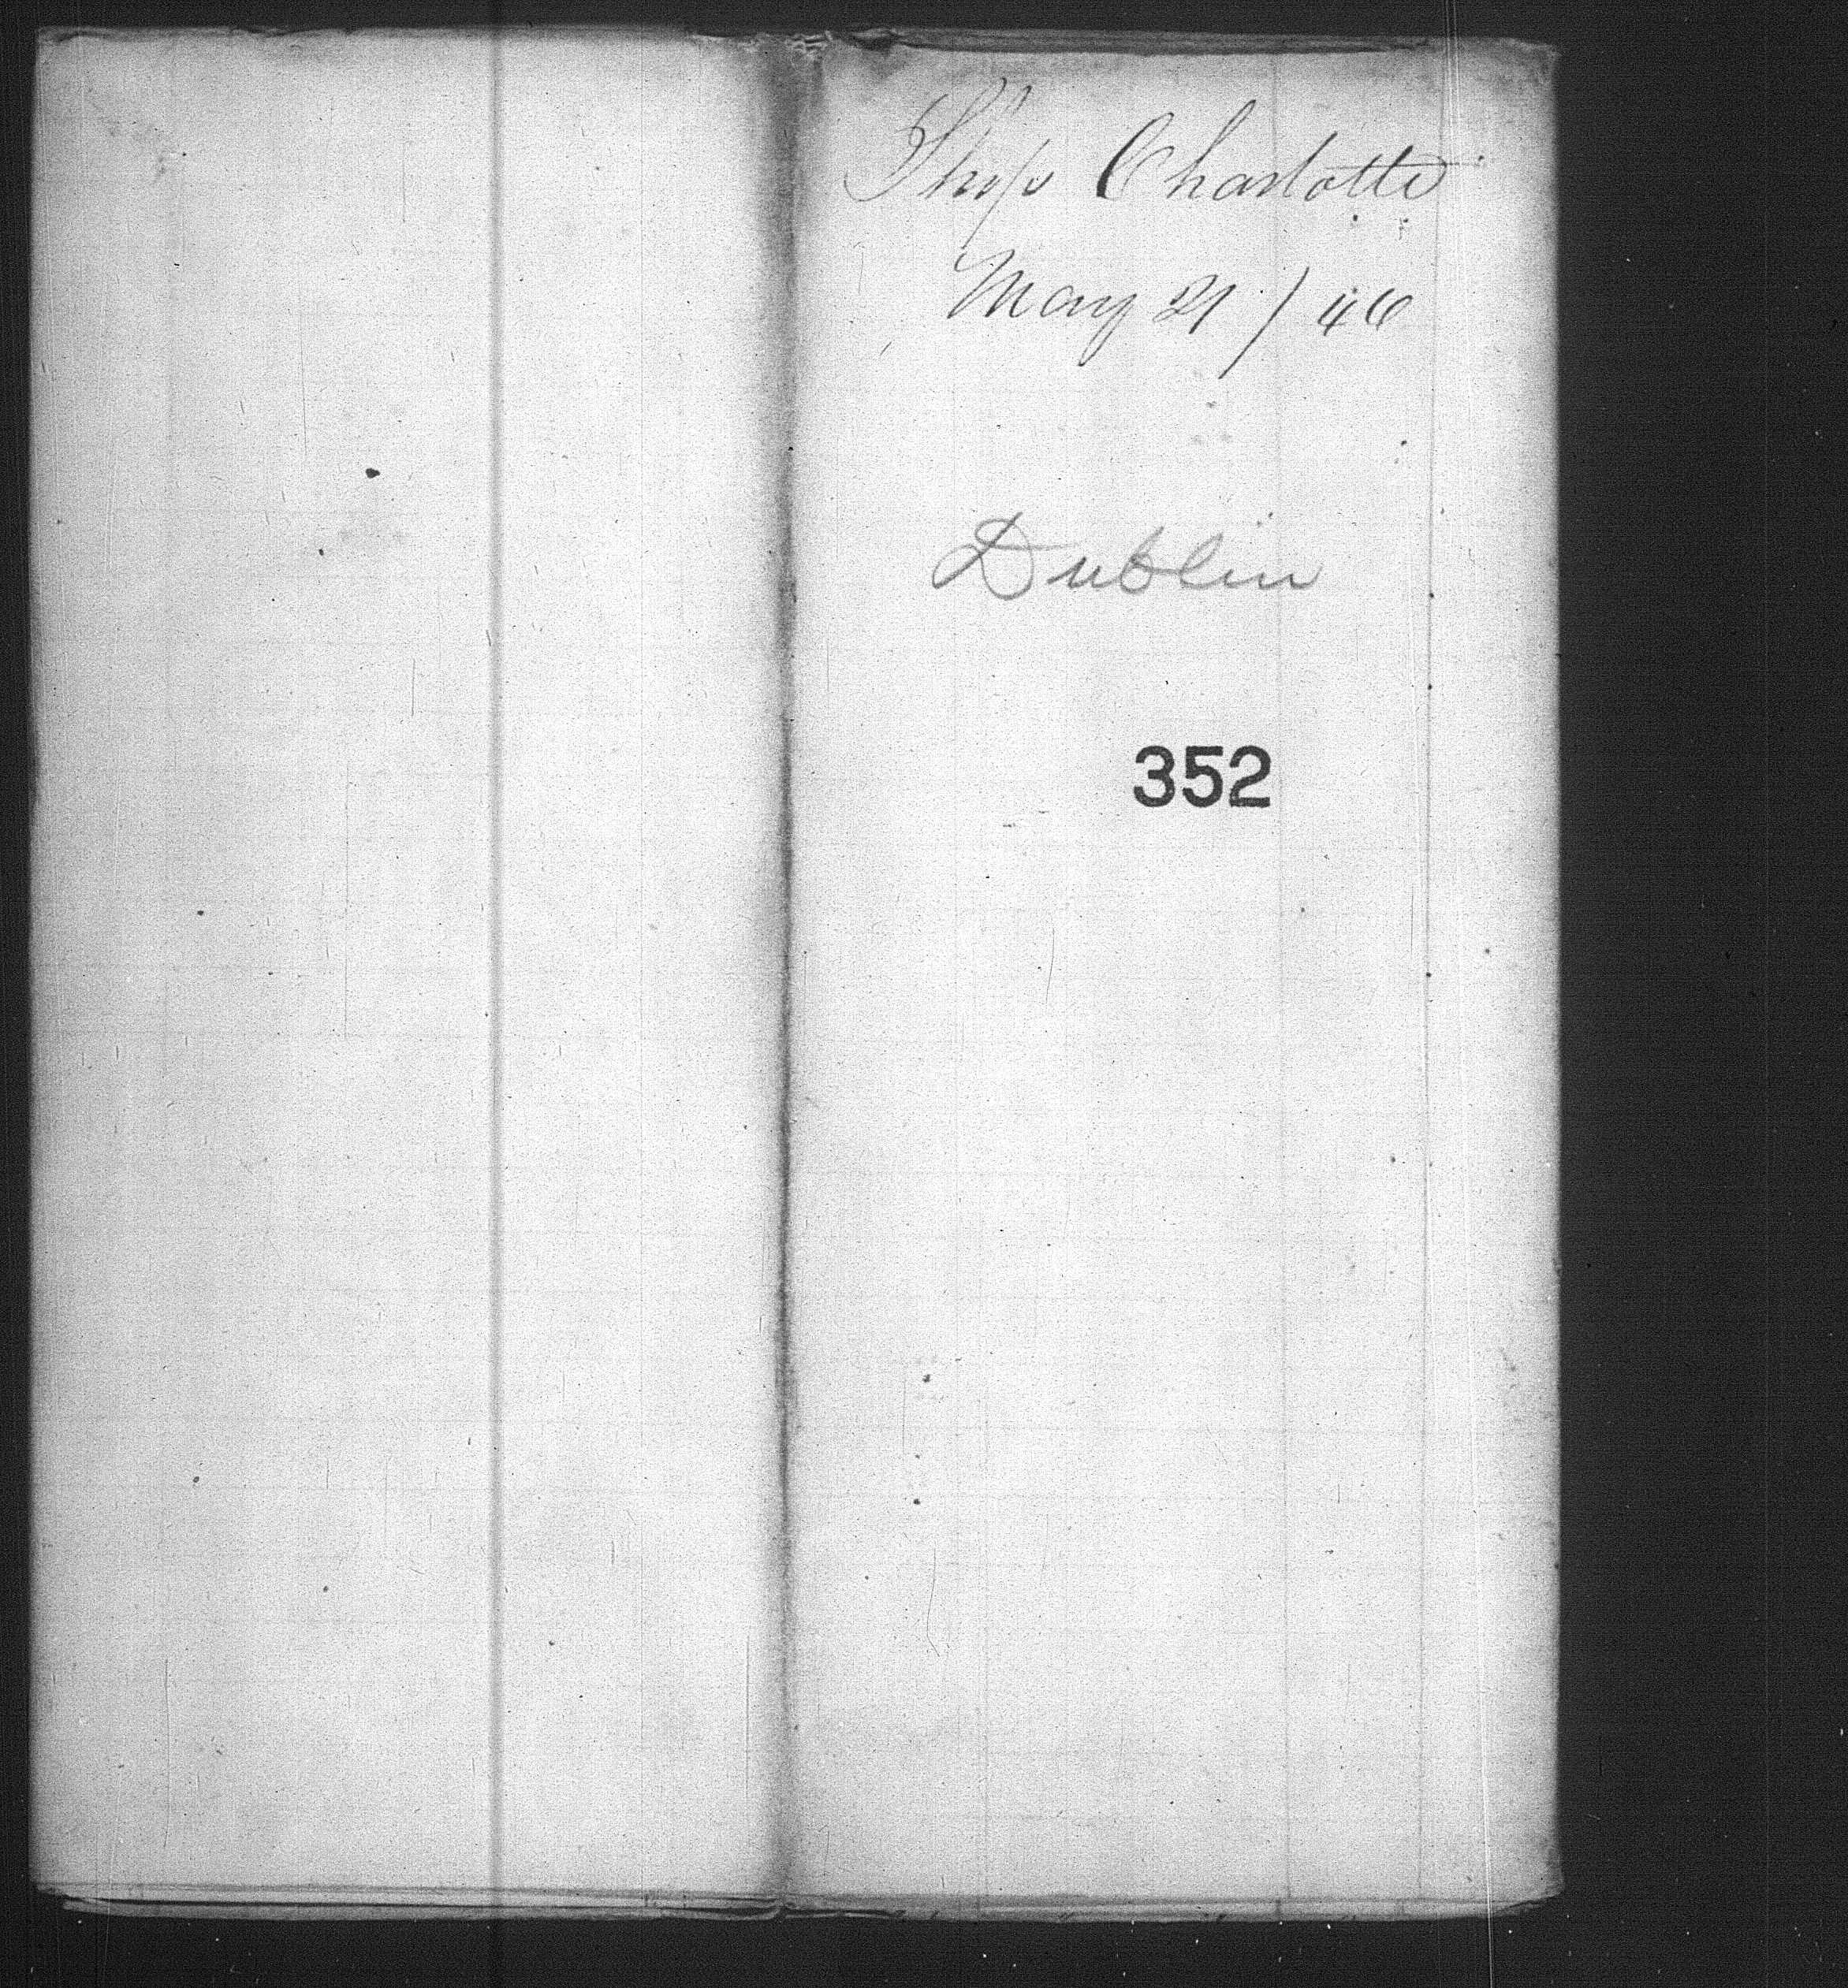 Ship Charlotte
May 21 / 46
Dublin
352